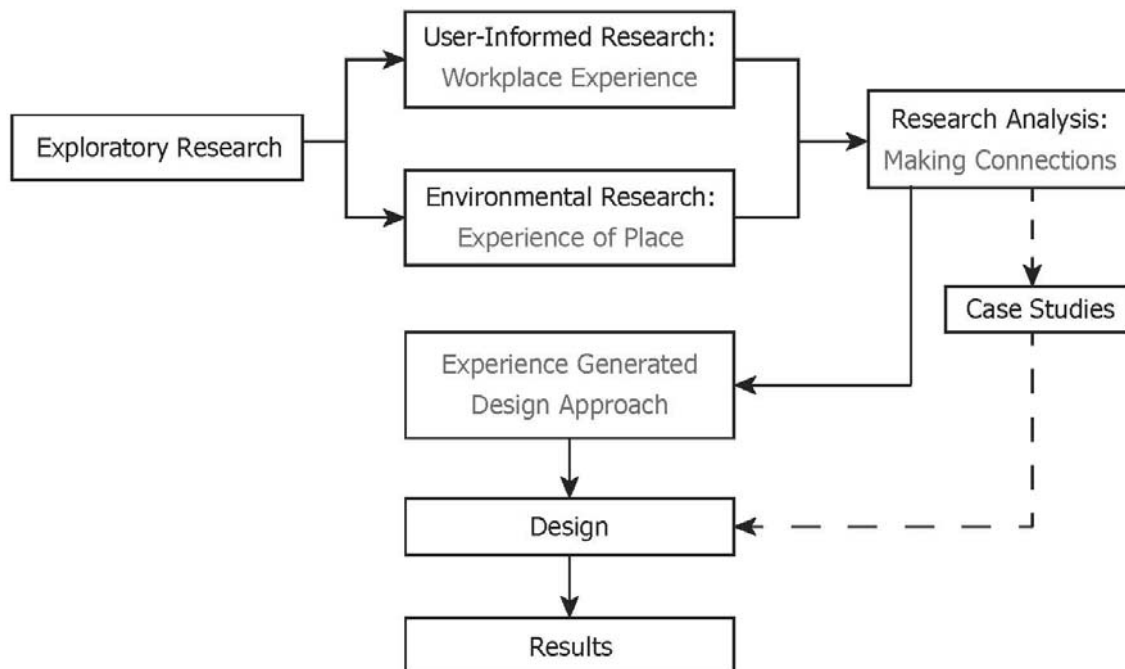 User-Informed Research:
Workplace Experience
Exploratory Research
Research Analysis:
Making Connections
Environmental Research:
Experience of Place
Case Studies
Experience Generated
Design Approach
Design
Results